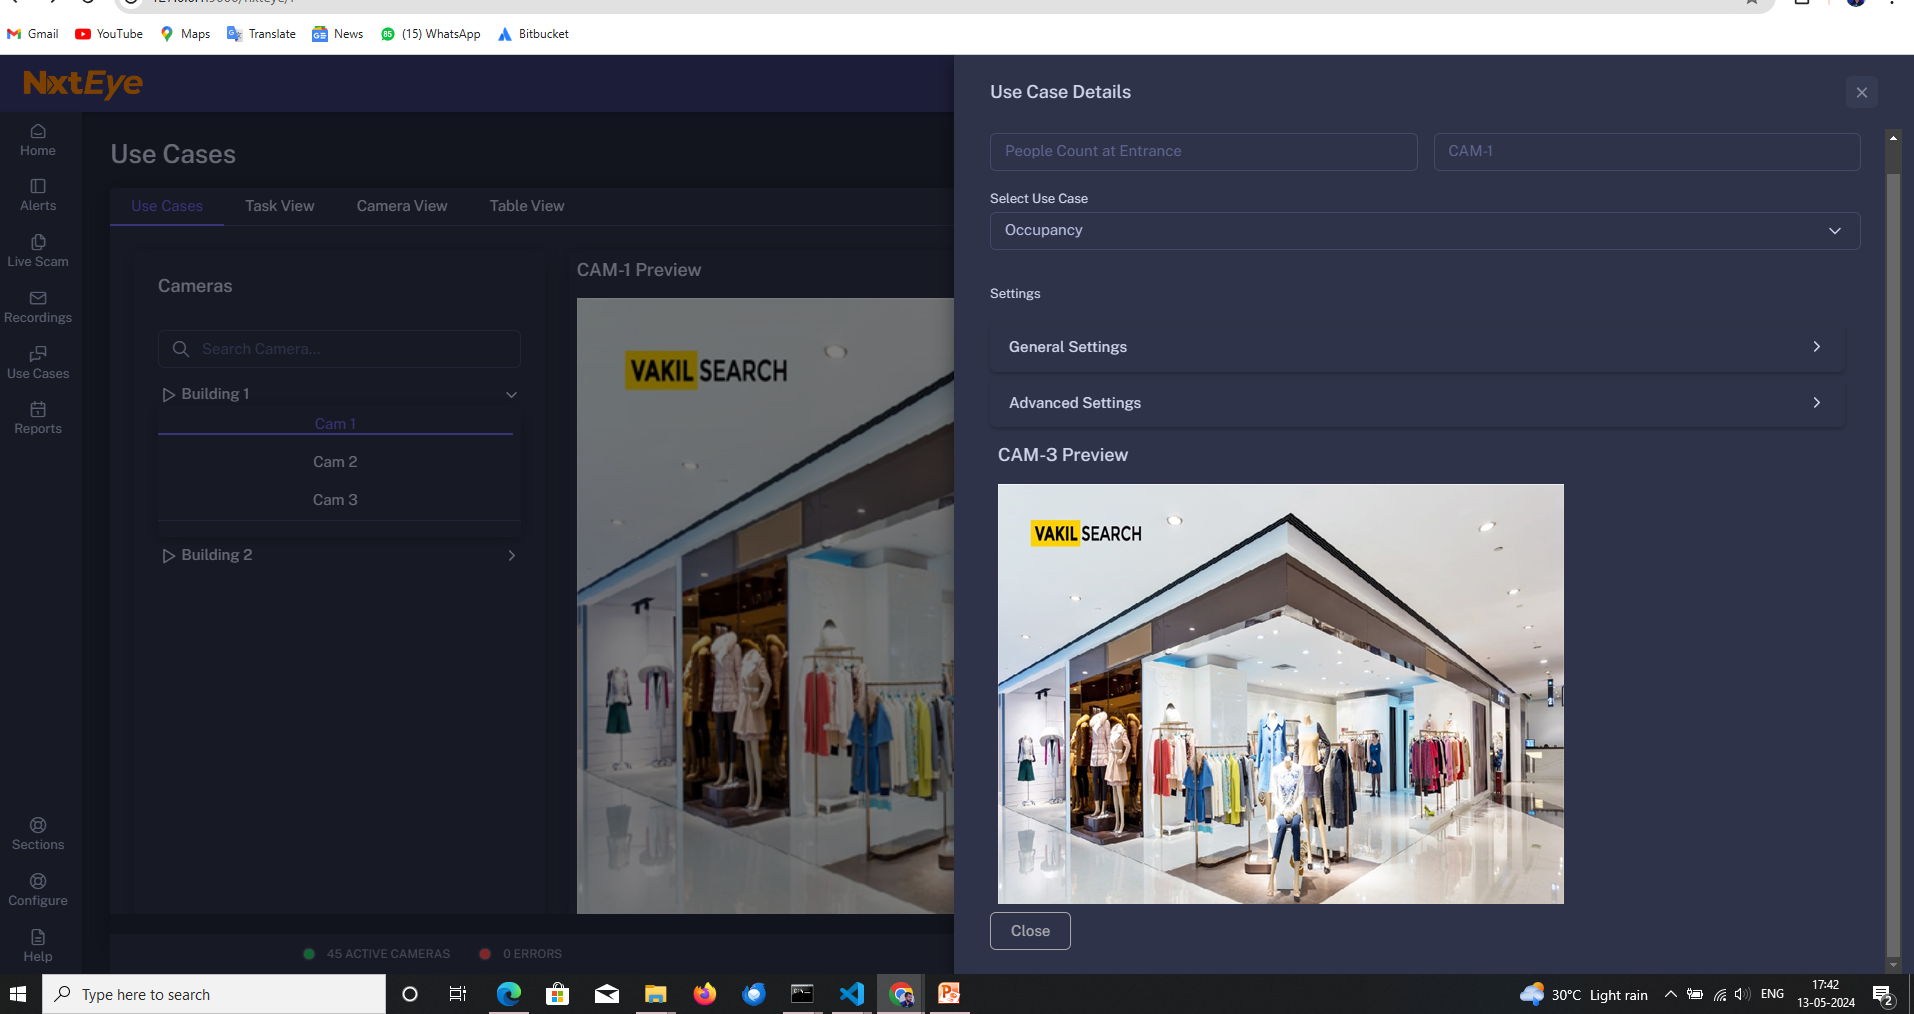 Gmail YouTube Maps Translate News (15) WhatsApp Bitbucket
NxtEye
Home
Alerts
Live Scam
Recordings
Use Cases
Reports
Sections
Configure
Help
Use Cases
Use Cases Task View Camera View Table View
Cameras
Search Camera...
Building 1
Cam 1
Cam 2
Cam 3
Building 2
CAM-1 Preview
VAKIL SEARCH
45 ACTIVE CAMERAS 0 ERRORS
Use Case Details
People Count at Entrance CAM-1
Select Use Case
Occupancy
Settings
General Settings
Advanced Settings
CAM-3 Preview
VAKIL SEARCH
Close
Type here to search
30°C Light rain ENG
17:42
13-05-2024
2